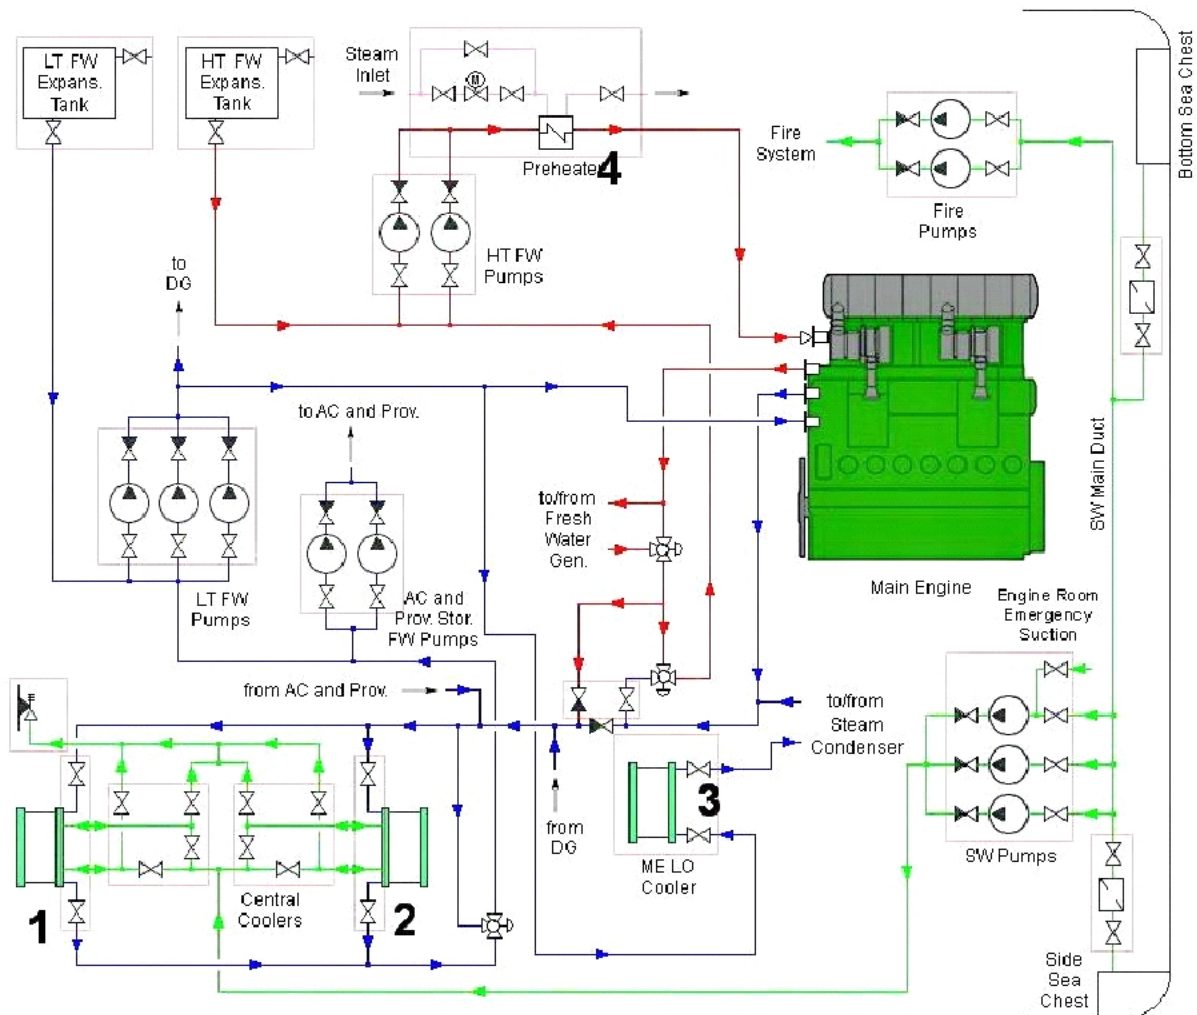 LT FW
Expans.
Tank
HT FW
Expans.
Tank
Steam
Inlet
M
Preheater
4
HT FW
Pumps
Fire
System
Fire
Pumps
Bottom Sea Chest
to
DG
to AC and Prov.
LT FW
Pumps
AC and
Prov. Stor.
FW Pumps
to/from
Fresh
Water
Gen.
Main Engine
SW Main Duct
Engine Room
Emergency
Suction
from AC and Prov.
to/from
Steam
Condenser
3
from
DG
ME LO
Cooler
SW Pumps
Central
Coolers
1
2
Side
Sea
Chest